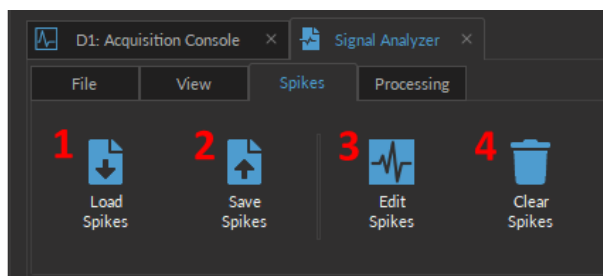 D1: Acquisition Console × Signal Analyzer ×
File View Spikes Processing
1 2 3 4
Load Save Edit Clear
Spikes Spikes Spikes Spikes